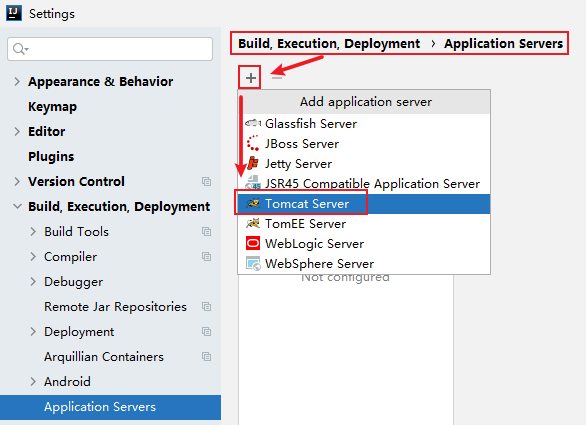 IJ
Settings
Build, Execution, Deployment › Application Servers
Appearance & Behavior
Keymap
Editor
Plugins
Version Control
Build, Execution, Deployment
Build Tools
Compiler
Debugger
Remote Jar Repositories
Deployment
Arquillian Containers
Android
Application Servers
Add application server
Glassfish Server
JBoss Server
Jetty Server
JSR45 Compatible Application Server
Tomcat Server
TomEE Server
WebLogic Server
WebSphere Server
Not configured